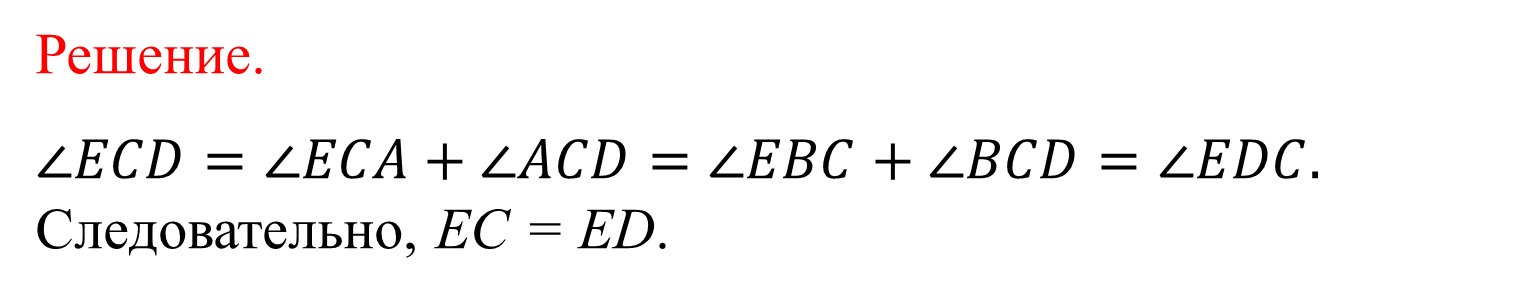 Решение.
∠ECD = ∠ECA + ∠ACD = ∠EBC + ∠BCD = ∠EDC.
Следовательно, EC = ED.